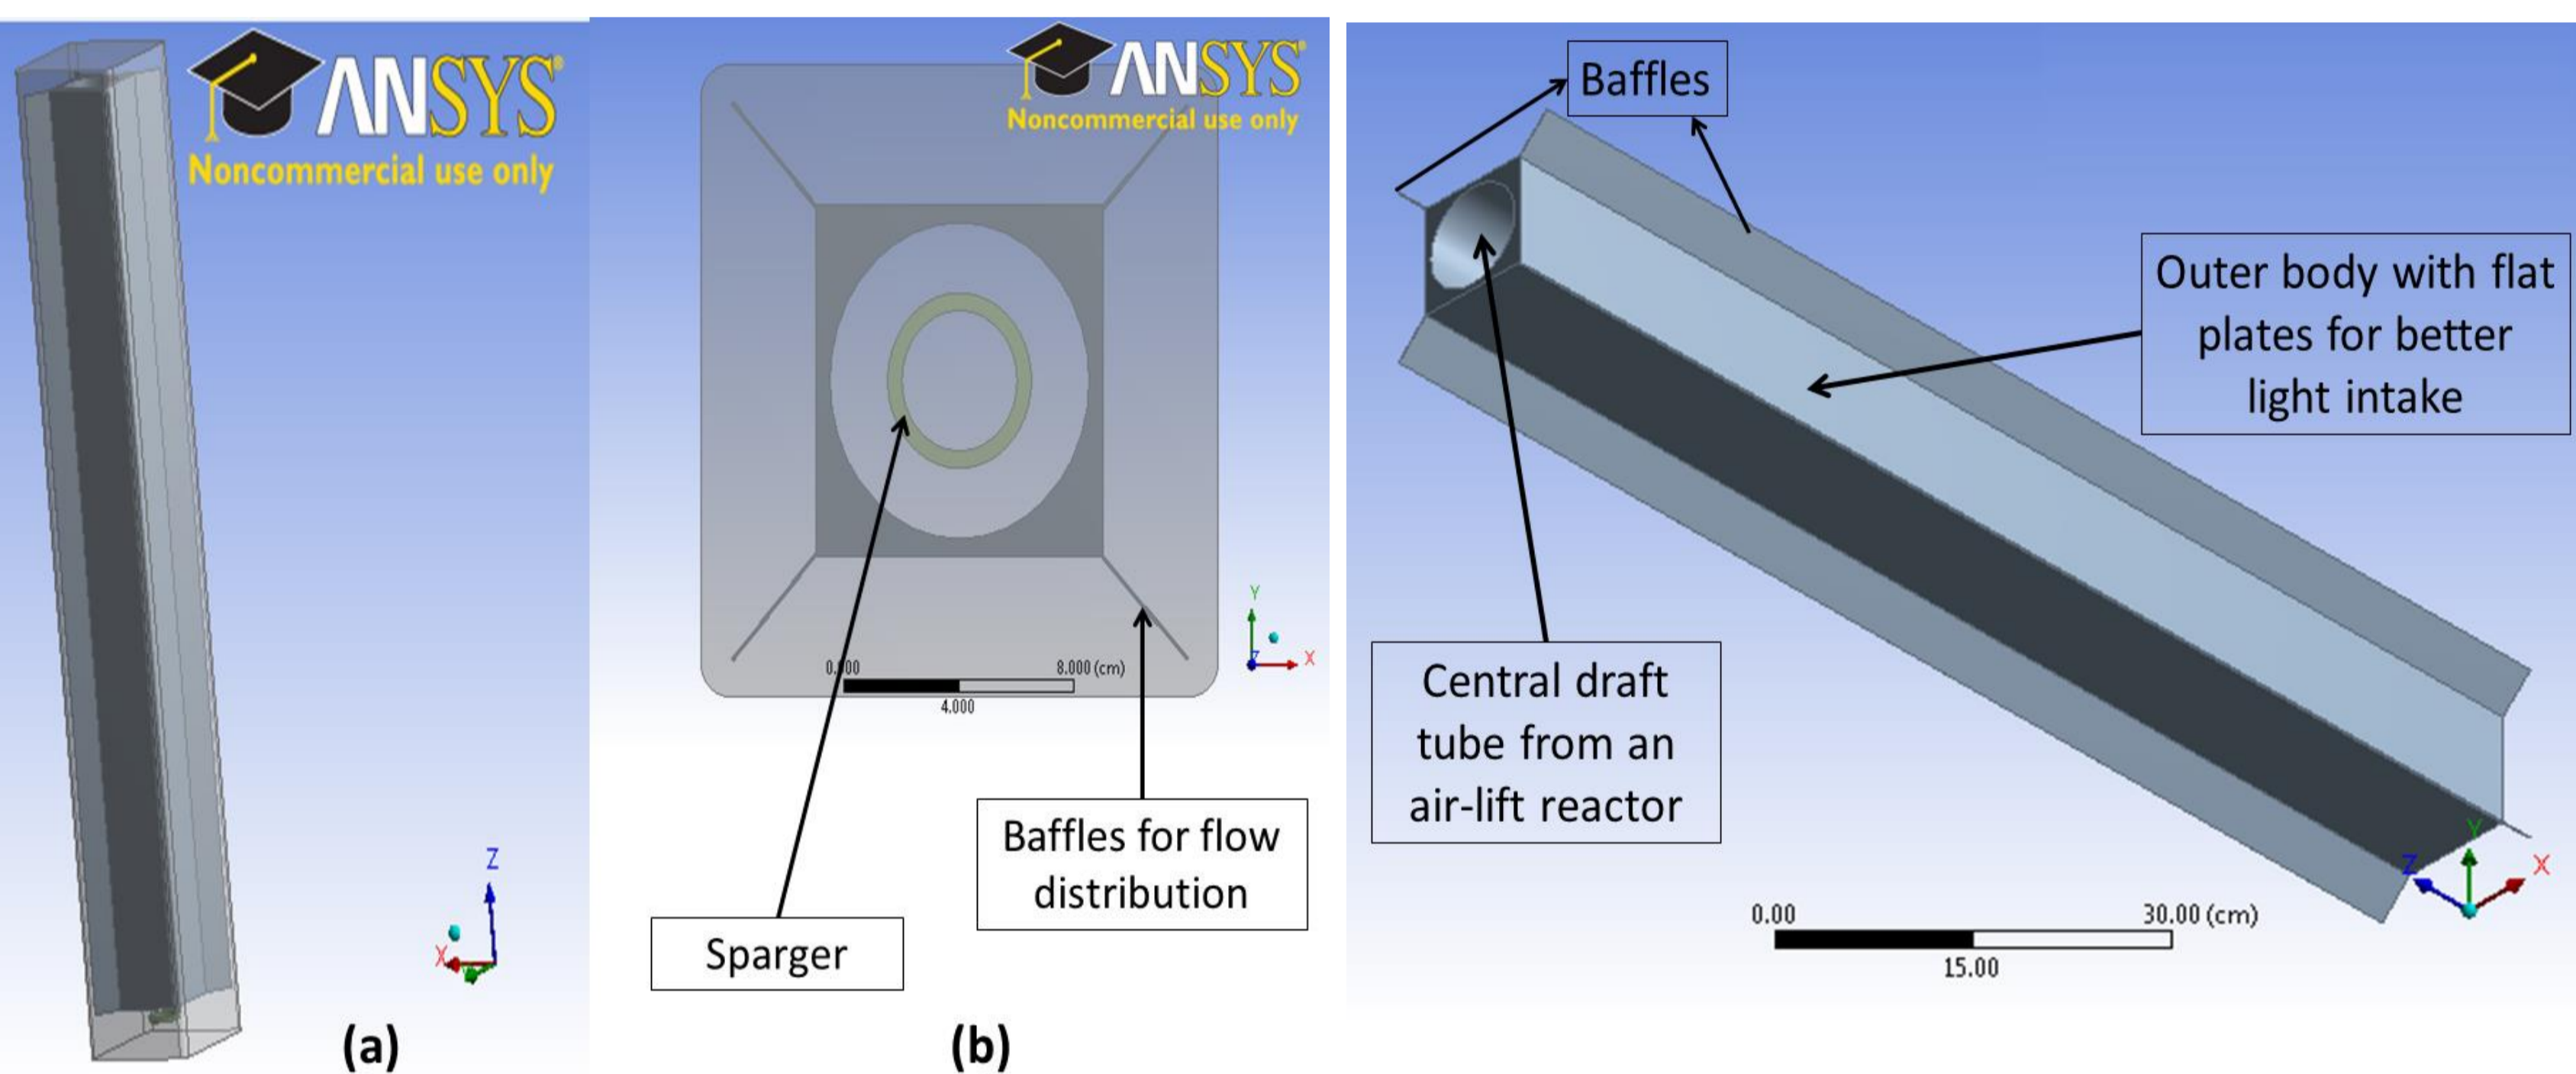 ANSYS®
Noncommercial use only
Z
X
(a)
ANSYS®
Noncommercial use only
0.000
8.000 (cm)
4.000
Y
Z
X
Sparger
Baffles for flow
distribution
(b)
Baffles
Outer body with flat
plates for better
light intake
Central draft
tube from an
air-lift reactor
0.00
30.00 (cm)
15.00
Y
Z
X